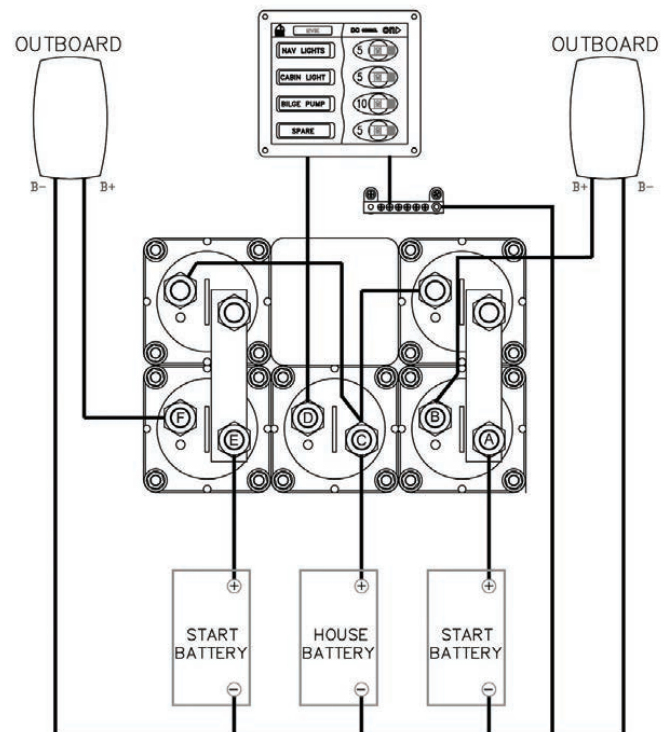 OUTBOARD
OUTBOARD
NAV LIGHTS
5
CABIN LIGHT
5
BILGE PUMP
10
SPARE
5
B-
B+
B+
B-
F
E
D
C
B
A
+
+
+
START
BATTERY
HOUSE
BATTERY
START
BATTERY
-
-
-